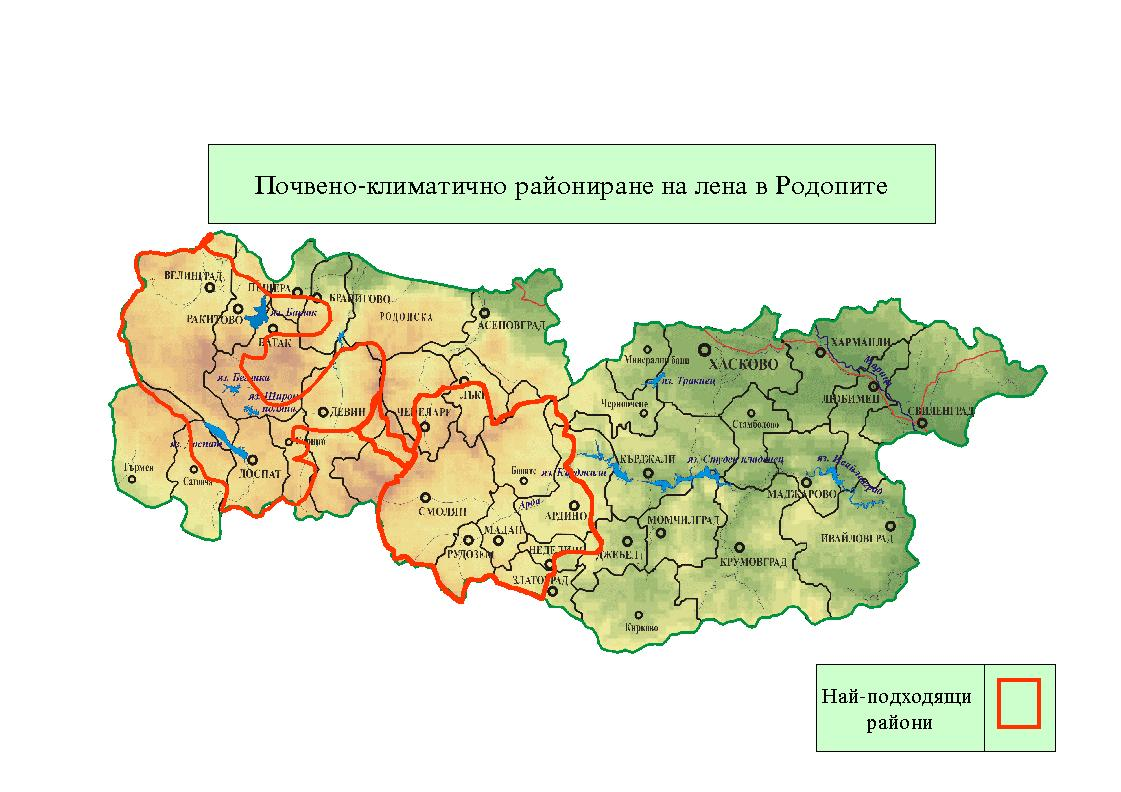 Почвено-климатично райониране на лена в Родопите
ВЕЛИНГРАД
ПЕЩЕРА
КРАПИГОВО
РАКИТОВО
яз. Батак
БАТАК
РОДОПСКА
АСЕПОВГРАД
Минерални бани
ХАСКОВО
ХАРМАНЛИ
Марица
яз. Тракиец
ЛЮБИМЕЦ
СВИЛЕНГРАД
яз. Беглика
яз. Широка
поляна
ДЕВИН
ЧЕПЕЛАРЕ
ЛЪКИ
Черноочене
Стамболово
яз. Доспат
ДОСПАТ
Гърмен
Сатовча
Баните
яз. Кърджали
КЪРДЖАЛИ
яз. Студен кладенец
яз. Ивайловград
МАДЖАРОВО
СМОЛЯН
Арда
АРДИНО
МАДАН
РУДОЗЕМ
НЕДЕЛИНО
ДЖЕБЕЛ
МОМЧИЛГРАД
КРУМОВГРАД
ИВАЙЛОВГРАД
ЗЛАТОГРАД
Кирково
Най-подходящи
райони